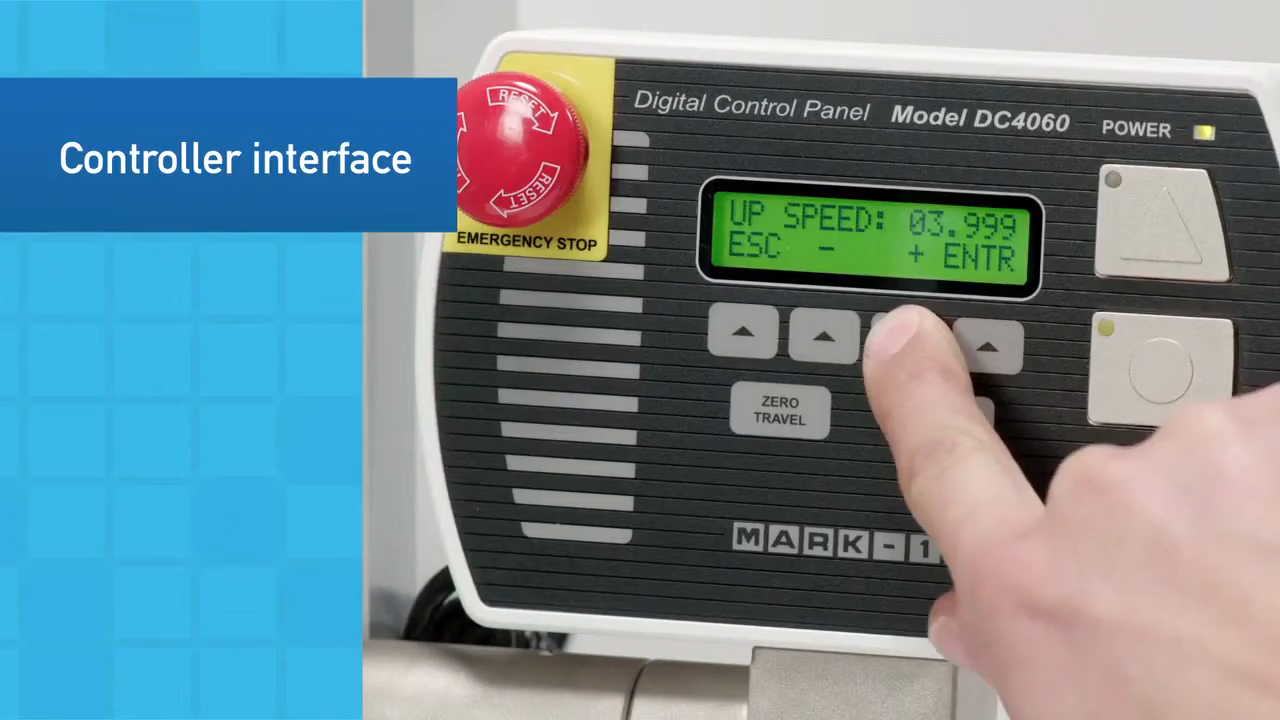 Controller interface
RESET
RESET
EMERGENCY STOP
Digital Control Panel Model DC4060
POWER
UP SPEED: 03.999
ESC - + ENTR
ZERO
TRAVEL
MARK-1